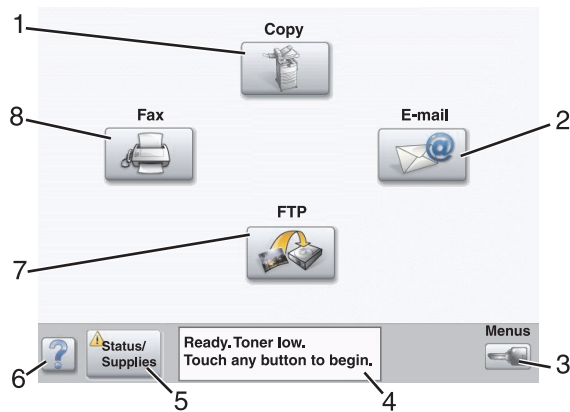 1
Copy
8
Fax
E-mail
@
2
FTP
7
Menus
?
Status/
Supplies
Ready. Toner low.
Touch any button to begin.
3
6
5
4